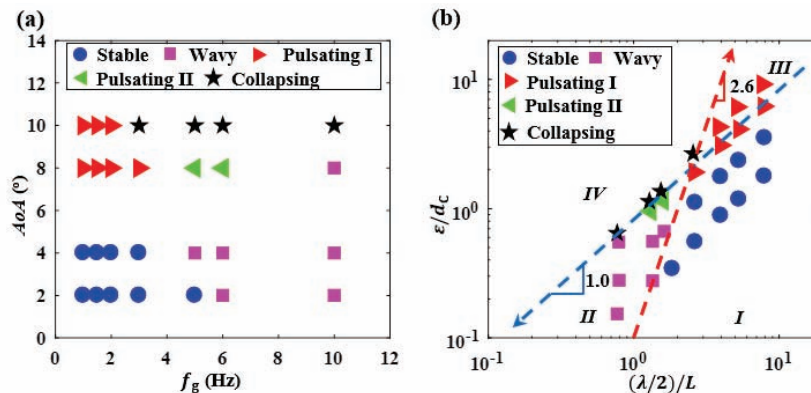 (a)
14
12
10
8
6
4
2
0
AoA (°)
Stable Wavy Pulsating I
Pulsating II Collapsing
0 2 4 6 8 10 12
f_g (Hz)
(b)
10^1
10^0
10^-1
ε/d_C
Stable Wavy
Pulsating I
Pulsating II
Collapsing
III
2.6
IV
1.0
II
I
10^-1 10^0 10^1
(λ/2)/L